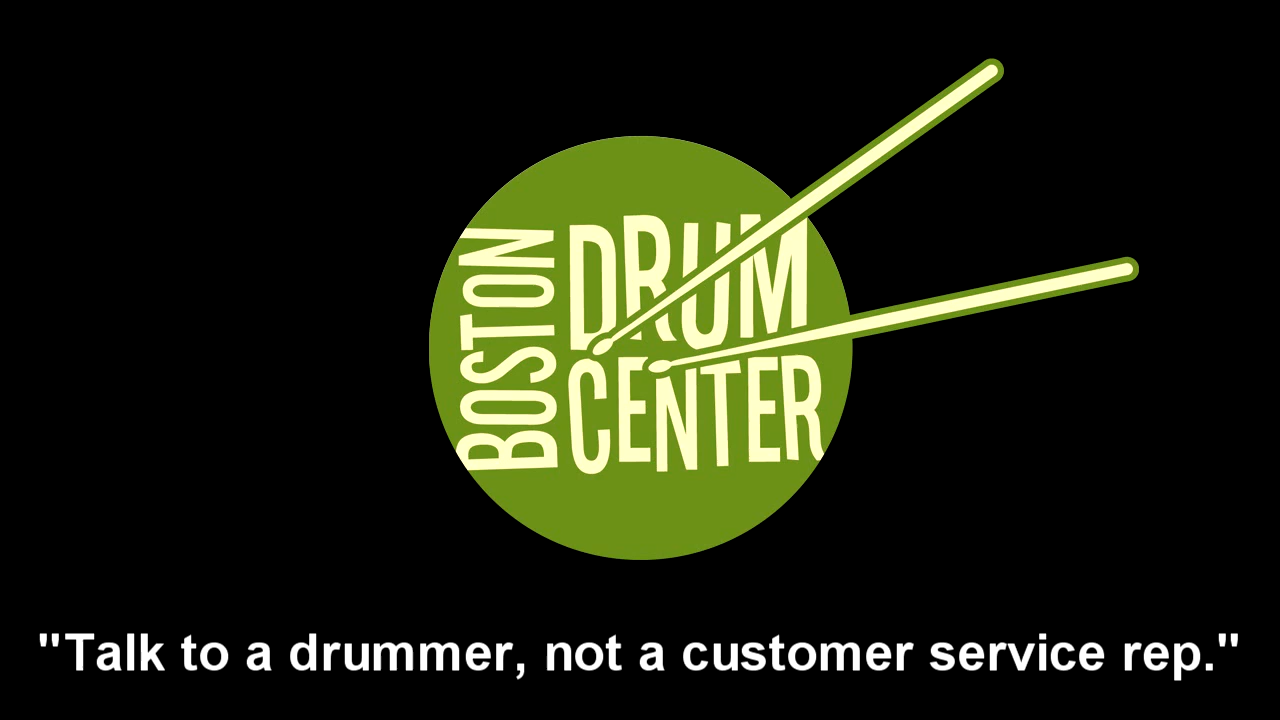 BOSTON
DRUM
CENTER
"Talk to a drummer, not a customer service rep."